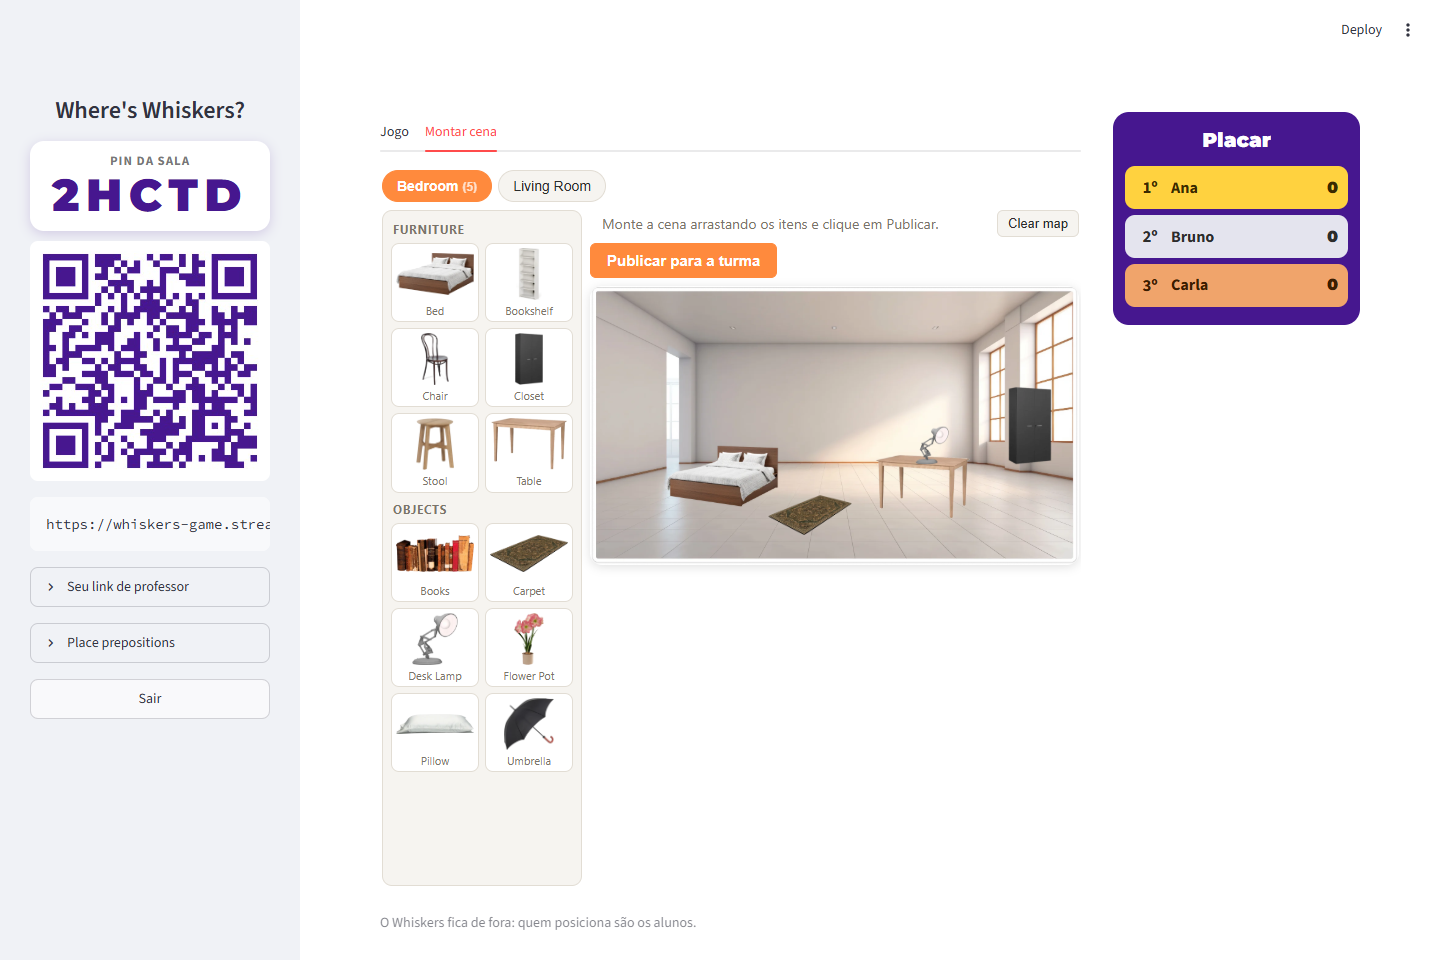 Deploy
Where's Whiskers?
PIN DA SALA
2HCTD
https://whiskers-game.strea
Seu link de professor
Place prepositions
Sair
Jogo
Montar cena
Bedroom (5)
Living Room
FURNITURE
Bed
Bookshelf
Chair
Closet
Stool
Table
OBJECTS
Books
Carpet
Desk Lamp
Flower Pot
Pillow
Umbrella
Monte a cena arrastando os itens e clique em Publicar.
Clear map
Publicar para a turma
O Whiskers fica de fora: quem posiciona são os alunos.
Placar
1º Ana 0
2º Bruno 0
3º Carla 0